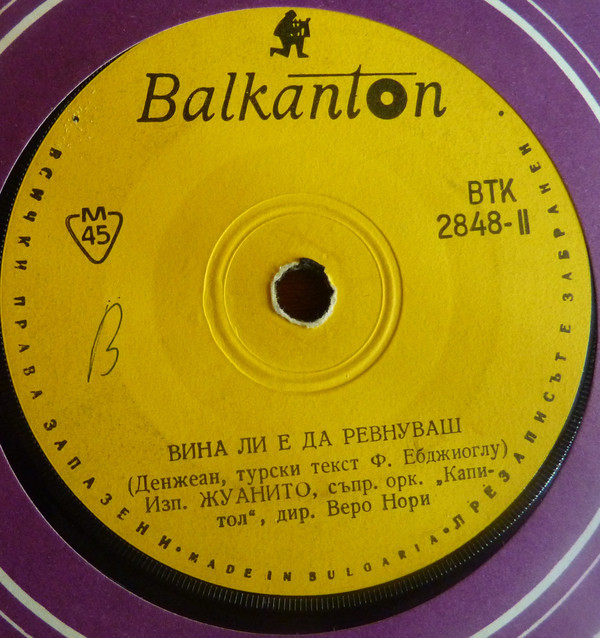 Balkanton
М
45
ВТК
2848-II
B
ВИНА ЛИ Е ДА РЕВНУВАШ
(Денжеан, турски текст Ф. Ебджиоглу)
Изп. ЖУАНИТО, съпр. орк. „Капи-
тол“, дир. Веро Нори
• ВСИЧКИ ПРАВА ЗАПАЗЕНИ • MADE IN BULGARIA • ПРЕЗАПИСЪТ Е ЗАБРАНЕН •